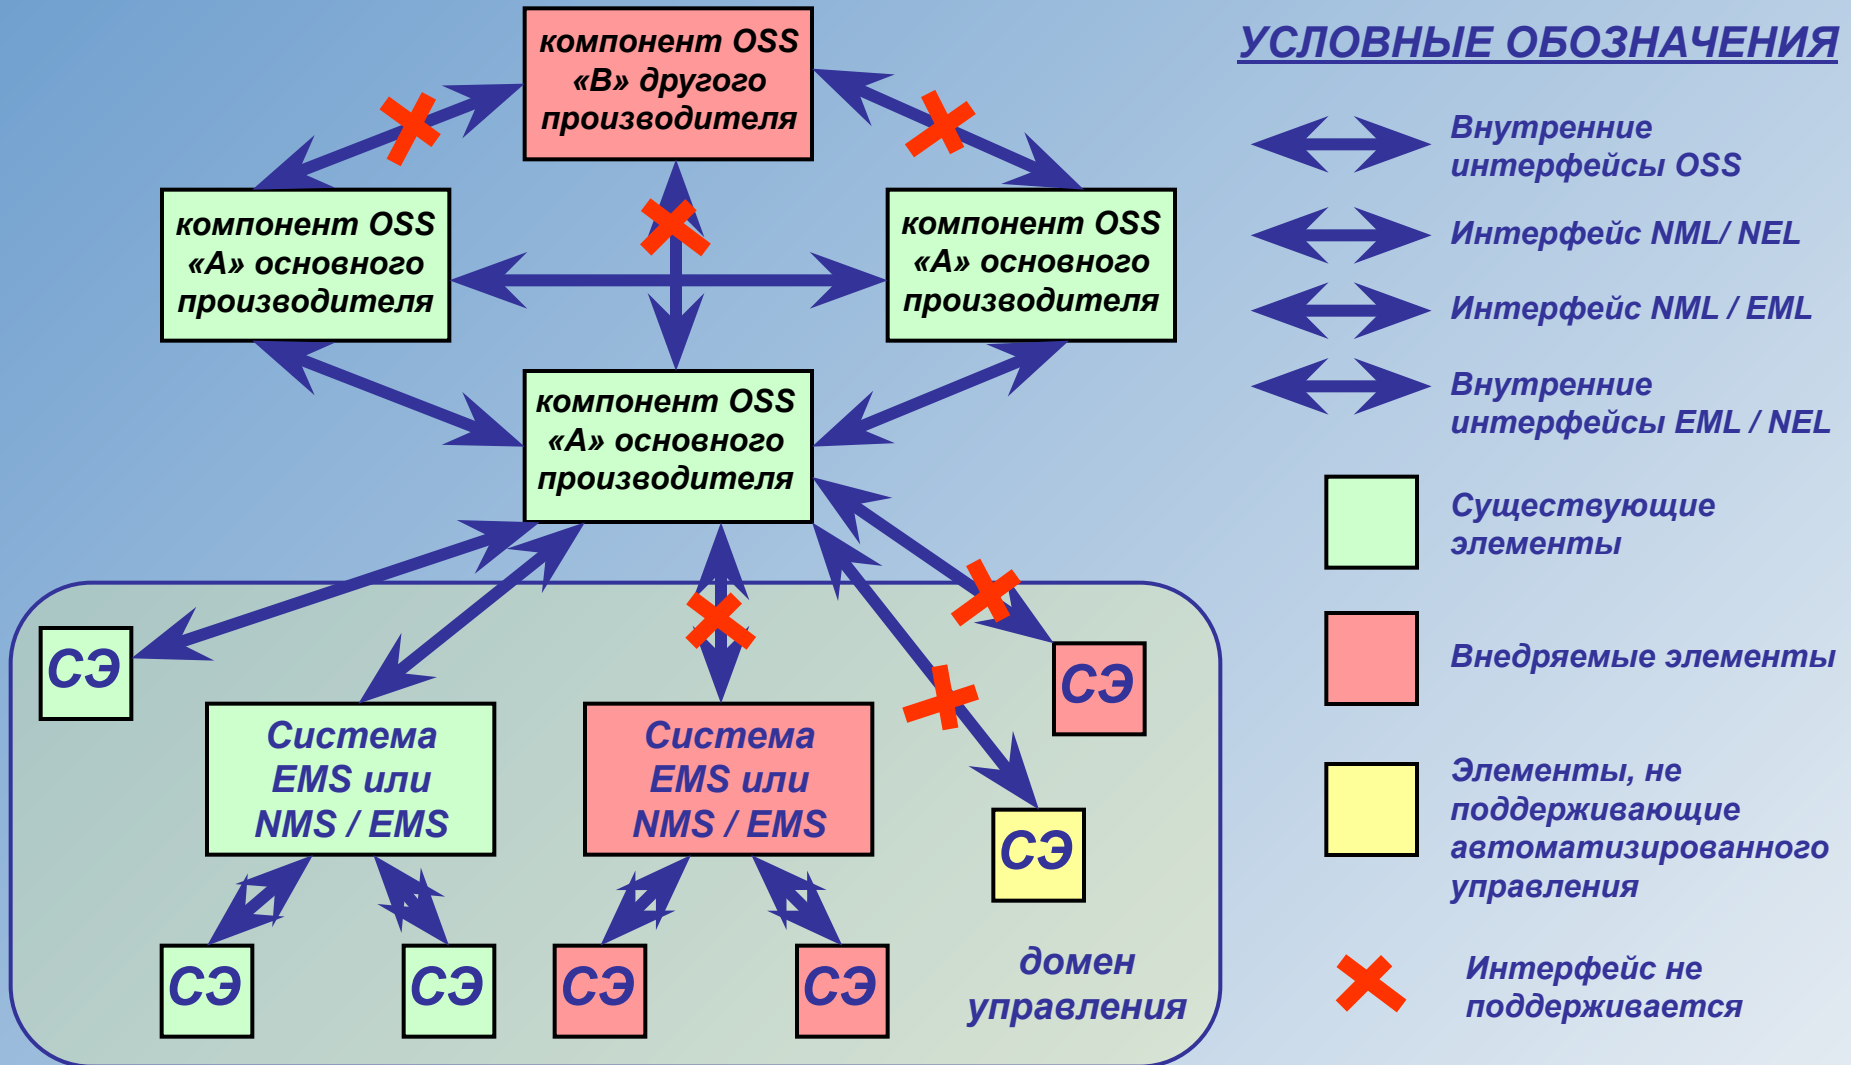 компонент OSS
«В» другого
производителя
компонент OSS
«А» основного
производителя
компонент OSS
«А» основного
производителя
компонент OSS
«А» основного
производителя
СЭ
СЭ
Система
EMS или
NMS / EMS
Система
EMS или
NMS / EMS
СЭ
СЭ
СЭ
СЭ
СЭ
домен
управления
УСЛОВНЫЕ ОБОЗНАЧЕНИЯ
Внутренние
интерфейсы OSS
Интерфейс NML/ NEL
Интерфейс NML / EML
Внутренние
интерфейсы EML / NEL
Существующие
элементы
Внедряемые элементы
Элементы, не
поддерживающие
автоматизированного
управления
Интерфейс не
поддерживается